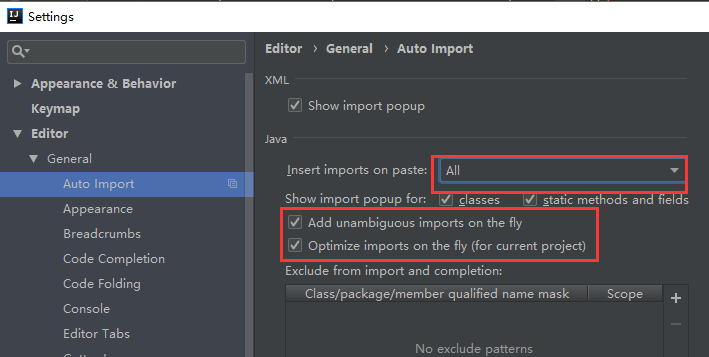 Settings
Editor › General › Auto Import
Appearance & Behavior
XML
Keymap
Show import popup
Editor
General
Java
Auto Import
Insert imports on paste: All
Appearance
Show import popup for: classes static methods and fields
Breadcrumbs
Add unambiguous imports on the fly
Code Completion
Optimize imports on the fly (for current project)
Code Folding
Exclude from import and completion:
Console
Class/package/member qualified name mask Scope
Editor Tabs
No exclude patterns